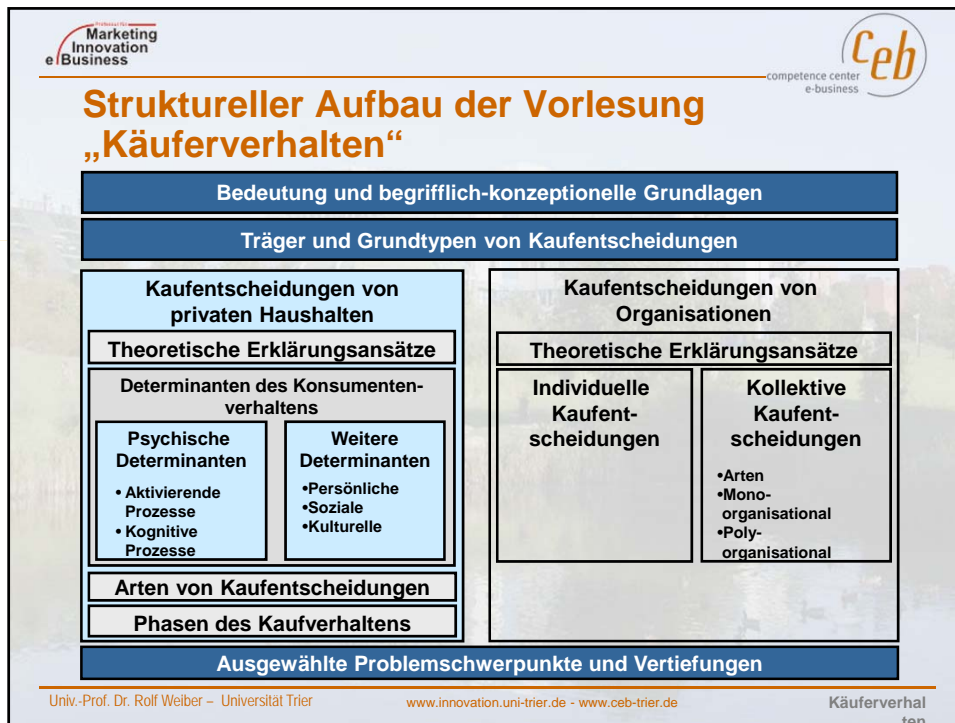 Professur für
Marketing
Innovation
e Business
Ceb
competence center
e-business
Struktureller Aufbau der Vorlesung
„Käuferverhalten“
Bedeutung und begrifflich-konzeptionelle Grundlagen
Träger und Grundtypen von Kaufentscheidungen
Kaufentscheidungen von
privaten Haushalten
Theoretische Erklärungsansätze
Determinanten des Konsumenten-
verhaltens
Psychische
Determinanten
• Aktivierende
Prozesse
• Kognitive
Prozesse
Weitere
Determinanten
•Persönliche
•Soziale
•Kulturelle
Arten von Kaufentscheidungen
Phasen des Kaufverhaltens
Kaufentscheidungen von
Organisationen
Theoretische Erklärungsansätze
Individuelle
Kaufent-
scheidungen
Kollektive
Kaufent-
scheidungen
•Arten
•Mono-
organisational
•Poly-
organisational
Ausgewählte Problemschwerpunkte und Vertiefungen
Univ.-Prof. Dr. Rolf Weiber – Universität Trier
www.innovation.uni-trier.de - www.ceb-trier.de
Käuferverhal
ten